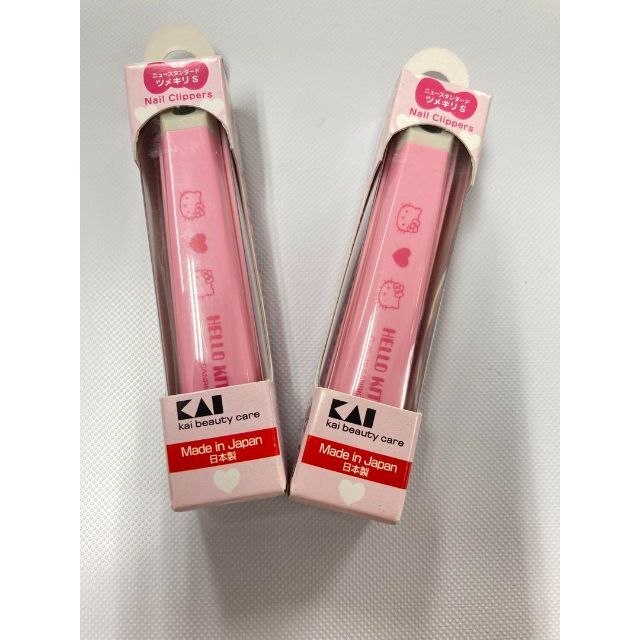 ニュースタンダード
ツメキリ S
Nail Clippers
HELLO KIT
KAI
kai beauty care
Made in Japan
日本製
ニュースタンダード
ツメキリ S
Nail Clippers
HELLO KIT
KAI
kai beauty care
Made in Japan
日本製